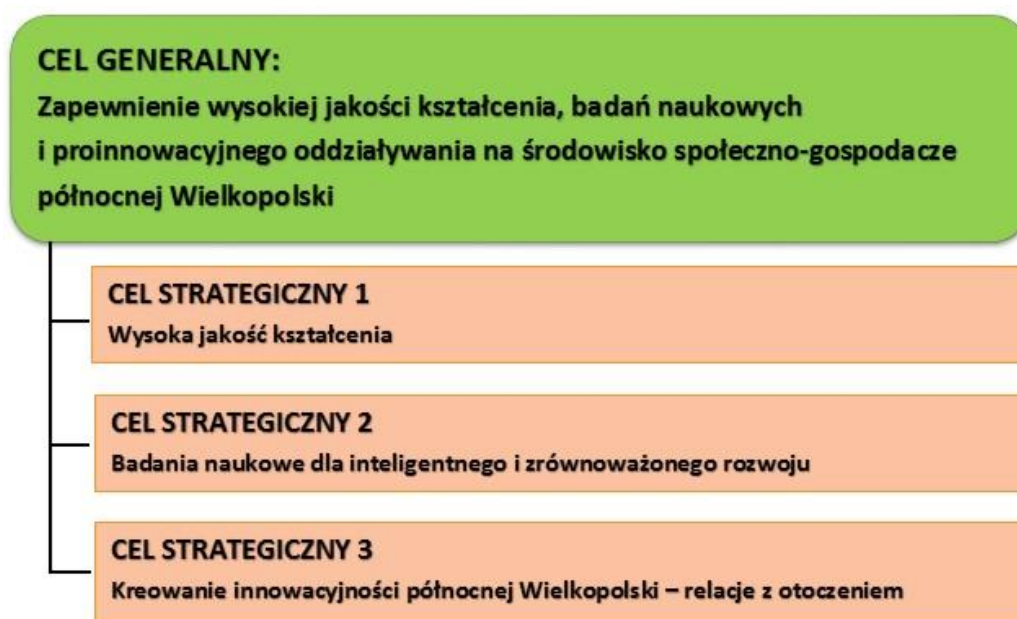 CEL GENERALNY:
Zapewnienie wysokiej jakości kształcenia, badań naukowych
i proinnowacyjnego oddziaływania na środowisko społeczno-gospodacze
północnej Wielkopolski
CEL STRATEGICZNY 1
Wysoka jakość kształcenia
CEL STRATEGICZNY 2
Badania naukowe dla inteligentnego i zrównoważonego rozwoju
CEL STRATEGICZNY 3
Kreowanie innowacyjności północnej Wielkopolski – relacje z otoczeniem